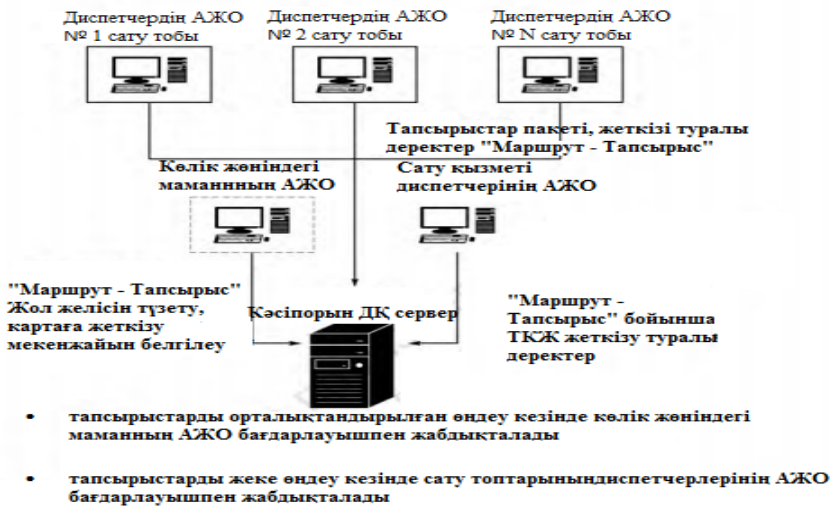 Диспетчердің АЖО
№ 1 сату тобы
Диспетчердің АЖО
№ 2 сату тобы
Диспетчердің АЖО
№ N сату тобы
Тапсырыстар пакеті, жеткізі туралы
деректер "Маршрут - Тапсырыс"
Көлік жөніндегі
маманнның АЖО
Сату қызметі
диспетчерінің АЖО
"Маршрут - Тапсырыс"
Жол желісін түзету,
картаға жеткізу
мекенжайын белгілеу
Кәсіпорын ДҚ сервер
"Маршрут -
Тапсырыс" бойынша
ТКЖ жеткізу туралы
деректер
• тапсырыстарды орталықтандырылған өңдеу кезінде көлік жөніндегі
маманның АЖО бағдарлауышпен жабдықталады
• тапсырыстарды жеке өңдеу кезінде сату топтарынындиспетчерлерінің АЖО
бағдарлауышпен жабдықталады